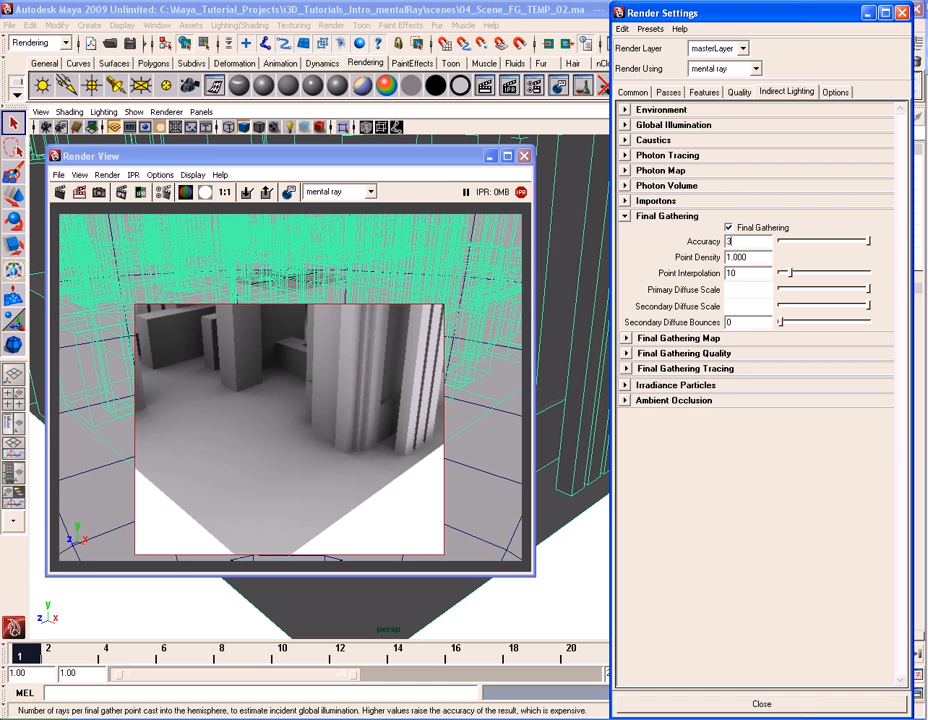 Autodesk Maya 2009 Unlimited: C:\Maya_Tutorial_Projects\i3D_Tutorials_Intro_mentalRay\scenes\04_Scene_FG_TEMP_02.ma
File Edit Modify Create Display Window Assets Lighting/Shading Texturing Render Toon Paint Effects Fur Muscle Help
Rendering
General Curves Surfaces Polygons Subdivs Deformation Animation Dynamics Rendering PaintEffects Toon Muscle Fluids Fur Hair
View Shading Lighting Show Renderer Panels
Render View
File View Render IPR Options Display Help
1:1
mental ray
IPR: 0MB
IPR
y
z x
y
z x
persp
1 2 4 6 8 10 12 14 16 18 20
1.00 1.00
MEL
Number of rays per final gather point cast into the hemisphere, to estimate incident global illumination. Higher values raise the accuracy of the result, which is expensive.
Render Settings
Edit Presets Help
Render Layer masterLayer
Render Using mental ray
Common Passes Features Quality Indirect Lighting Options
Environment
Global Illumination
Caustics
Photon Tracing
Photon Map
Photon Volume
Importons
Final Gathering
Final Gathering
Accuracy 3
Point Density 1.000
Point Interpolation 10
Primary Diffuse Scale
Secondary Diffuse Scale
Secondary Diffuse Bounces 0
Final Gathering Map
Final Gathering Quality
Final Gathering Tracing
Irradiance Particles
Ambient Occlusion
Close